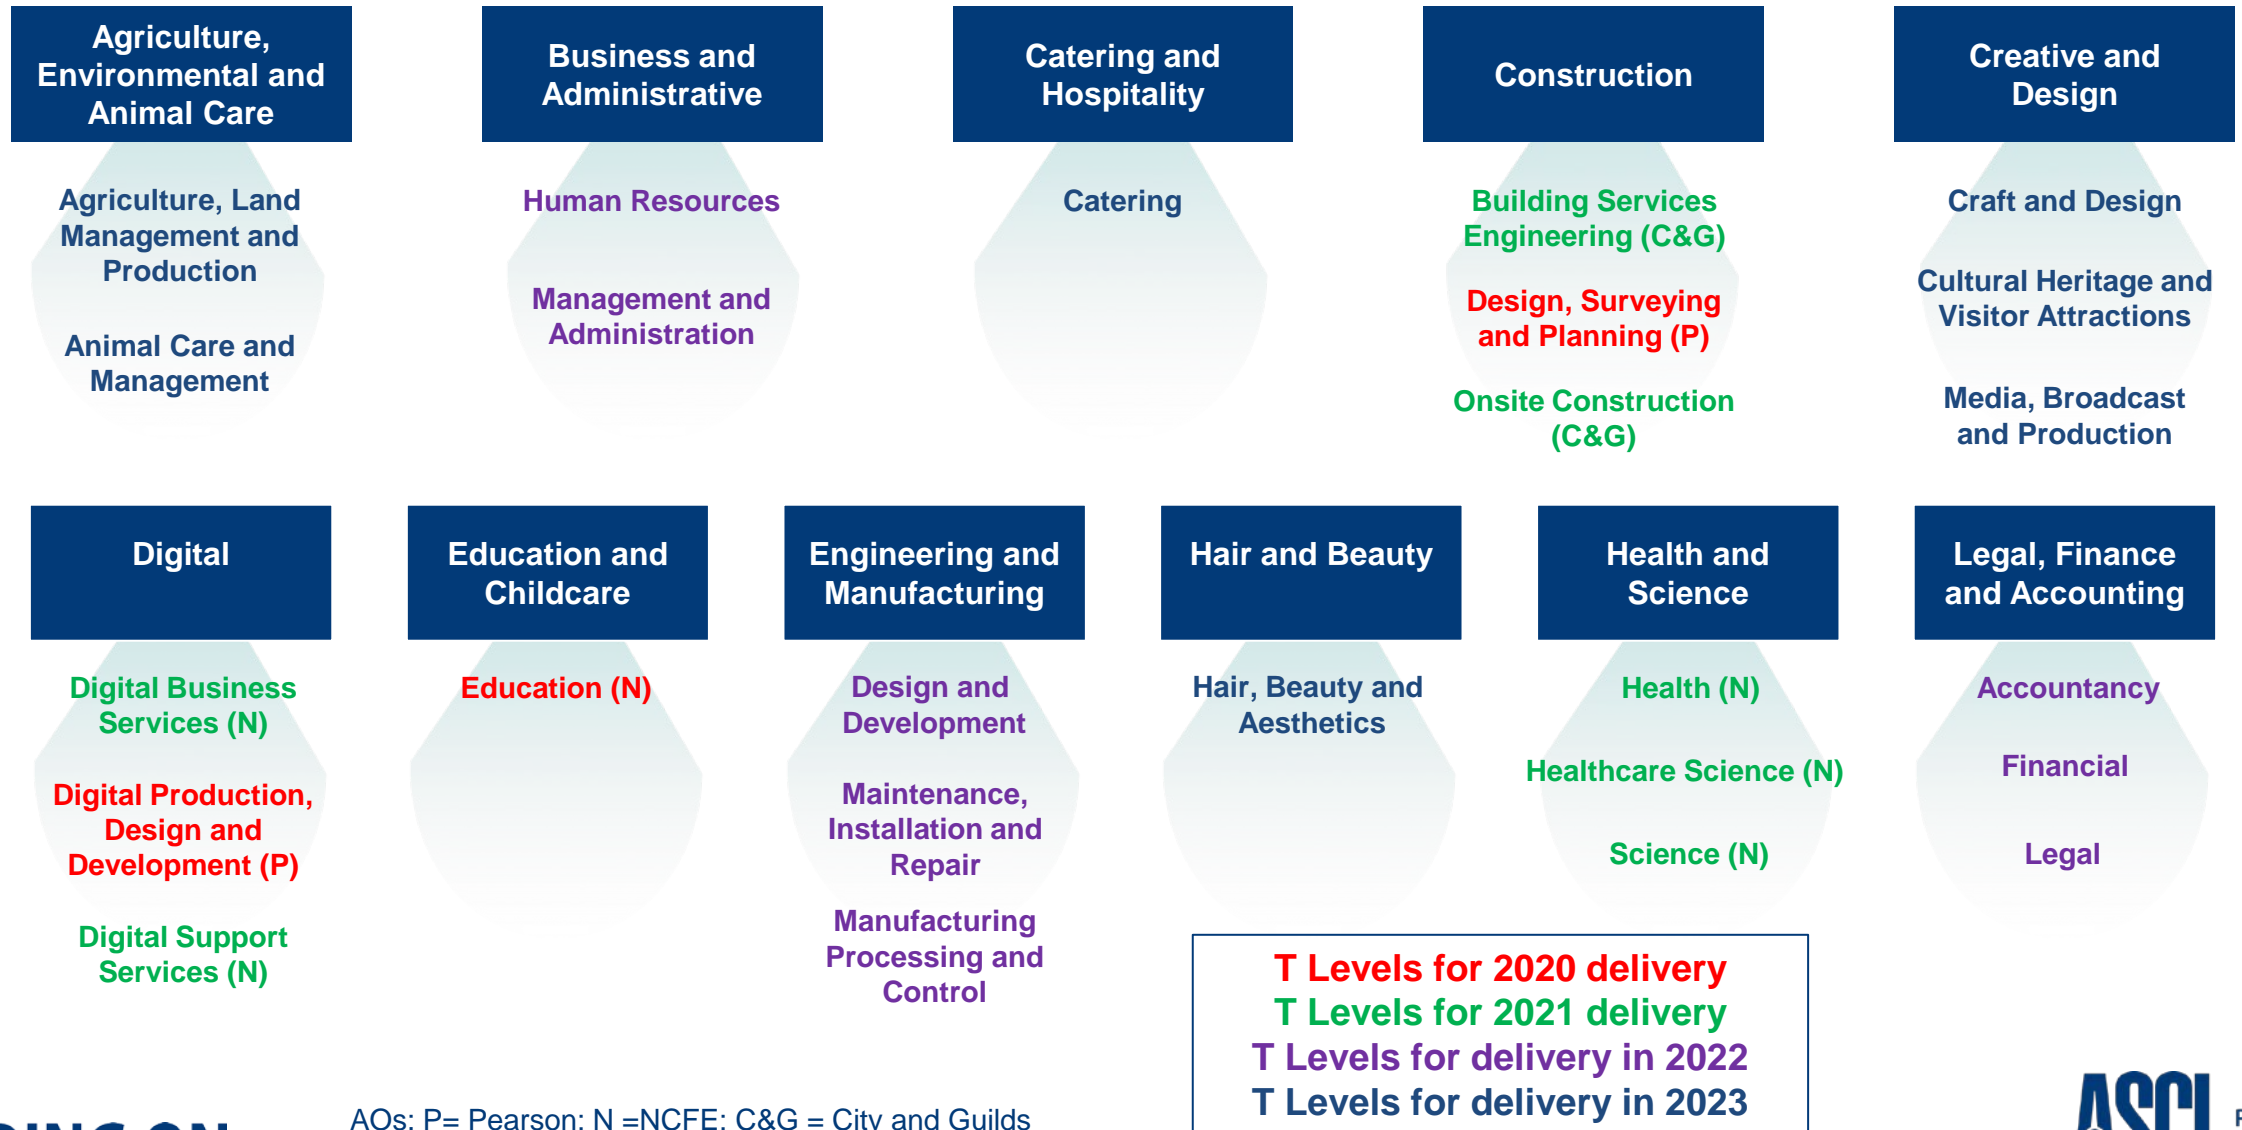 Agriculture,
Environmental and
Animal Care
Business and
Administrative
Catering and
Hospitality
Construction
Creative and
Design
Agriculture, Land
Management and
Production
Animal Care and
Management
Human Resources
Management and
Administration
Catering
Building Services
Engineering (C&G)
Design, Surveying
and Planning (P)
Onsite Construction
(C&G)
Craft and Design
Cultural Heritage and
Visitor Attractions
Media, Broadcast
and Production
Digital
Education and
Childcare
Engineering and
Manufacturing
Hair and Beauty
Health and
Science
Legal, Finance
and Accounting
Digital Business
Services (N)
Digital Production,
Design and
Development (P)
Digital Support
Services (N)
Education (N)
Design and
Development
Maintenance,
Installation and
Repair
Manufacturing
Processing and
Control
Hair, Beauty and
Aesthetics
Health (N)
Healthcare Science (N)
Science (N)
Accountancy
Financial
Legal
T Levels for 2020 delivery
T Levels for 2021 delivery
T Levels for delivery in 2022
T Levels for delivery in 2023
AOs: P= Pearson; N =NCFE; C&G = City and Guilds
ON
ASCL